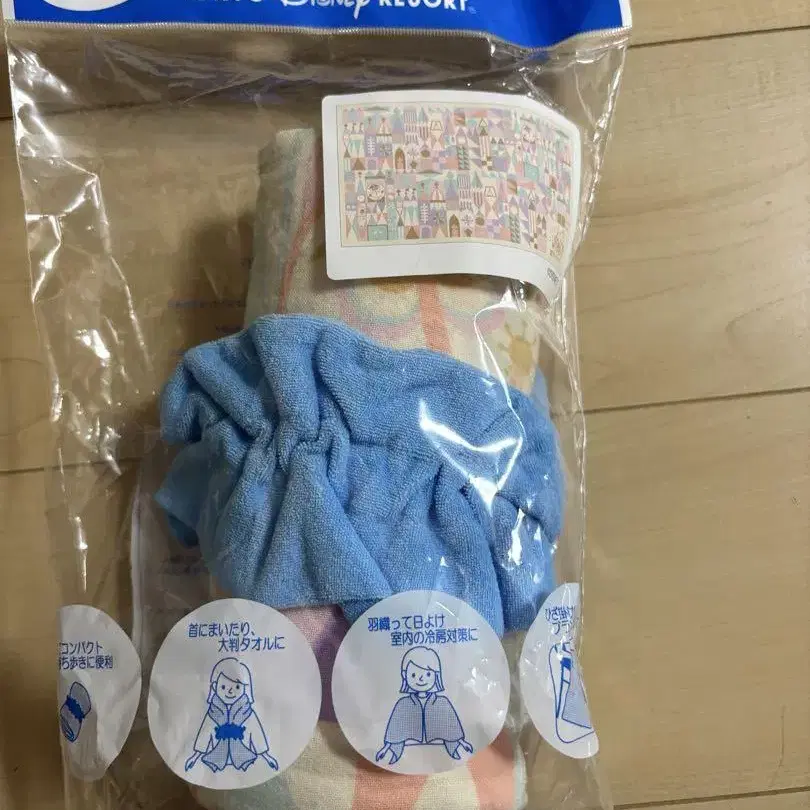 Disney RESORT
コンパクト
ち歩きに便利
首にまいたり、
大判タオルに
羽織って日よけ
室内の冷房対策に